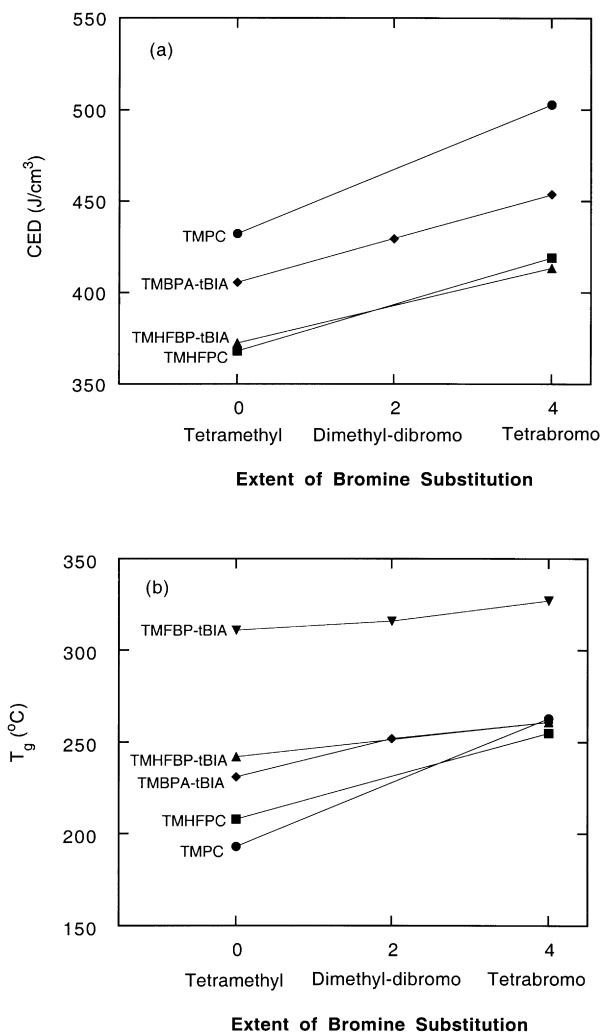 550
(a)
500
CED (J/cm³)
450
TMPC
TMBPA-tBIA
400
TMHFBP-tBIA
TMHFPC
350
0 2 4
Tetramethyl Dimethyl-dibromo Tetrabromo
Extent of Bromine Substitution
350
(b)
TMFBP-tBIA
300
Tg (°C)
250
TMHFBP-tBIA
TMBPA-tBIA
TMHFPC
200
TMPC
150
0 2 4
Tetramethyl Dimethyl-dibromo Tetrabromo
Extent of Bromine Substitution